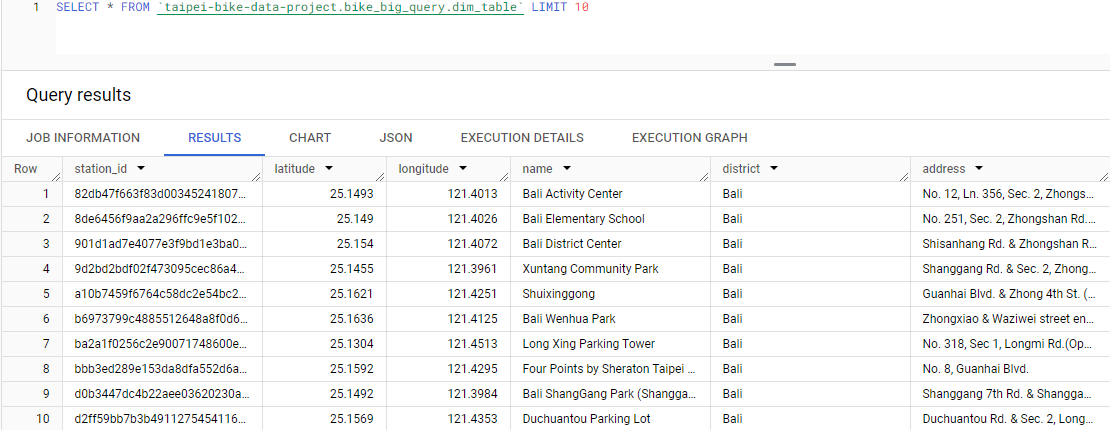 1 SELECT * FROM `taipei-bike-data-project.bike_big_query.dim_table` LIMIT 10
Query results
JOB INFORMATION RESULTS CHART JSON EXECUTION DETAILS EXECUTION GRAPH
Row station_id latitude longitude name district address
1 82db47f663f83d00345241807... 25.1493 121.4013 Bali Activity Center Bali No. 12, Ln. 356, Sec. 2, Zhongs...
2 8de6456f9aa2a296ffc9e5f102... 25.149 121.4026 Bali Elementary School Bali No. 251, Sec. 2, Zhongshan Rd....
3 901d1ad7e4077e3f9bd1e3ba0... 25.154 121.4072 Bali District Center Bali Shisanhang Rd. & Zhongshan R...
4 9d2bd2bdf02f473095cec86a4... 25.1455 121.3961 Xuntang Community Park Bali Shanggang Rd. & Sec. 2, Zhong...
5 a10b7459f6764c58dc2e54bc2... 25.1621 121.4251 Shuixinggong Bali Guanhai Blvd. & Zhong 4th St. (...
6 b6973799c4885512648a8f0d6... 25.1636 121.4125 Bali Wenhua Park Bali Zhongxiao & Waziwei street en...
7 ba2a1f0256c2e90071748600e... 25.1304 121.4513 Long Xing Parking Tower Bali No. 318, Sec 1, Longmi Rd.(Op...
8 bbb3ed289e153da8dfa552d6a... 25.1592 121.4295 Four Points by Sheraton Taipei ... Bali No. 8, Guanhai Blvd.
9 d0b3447dc4b22aee03620230a... 25.1492 121.3984 Bali ShangGang Park (Shangga... Bali Shanggang 7th Rd. & Shangga...
10 d2ff59bb7b3b4911275454116... 25.1569 121.4353 Duchuantou Parking Lot Bali Duchuantou Rd. & Sec. 2, Long...